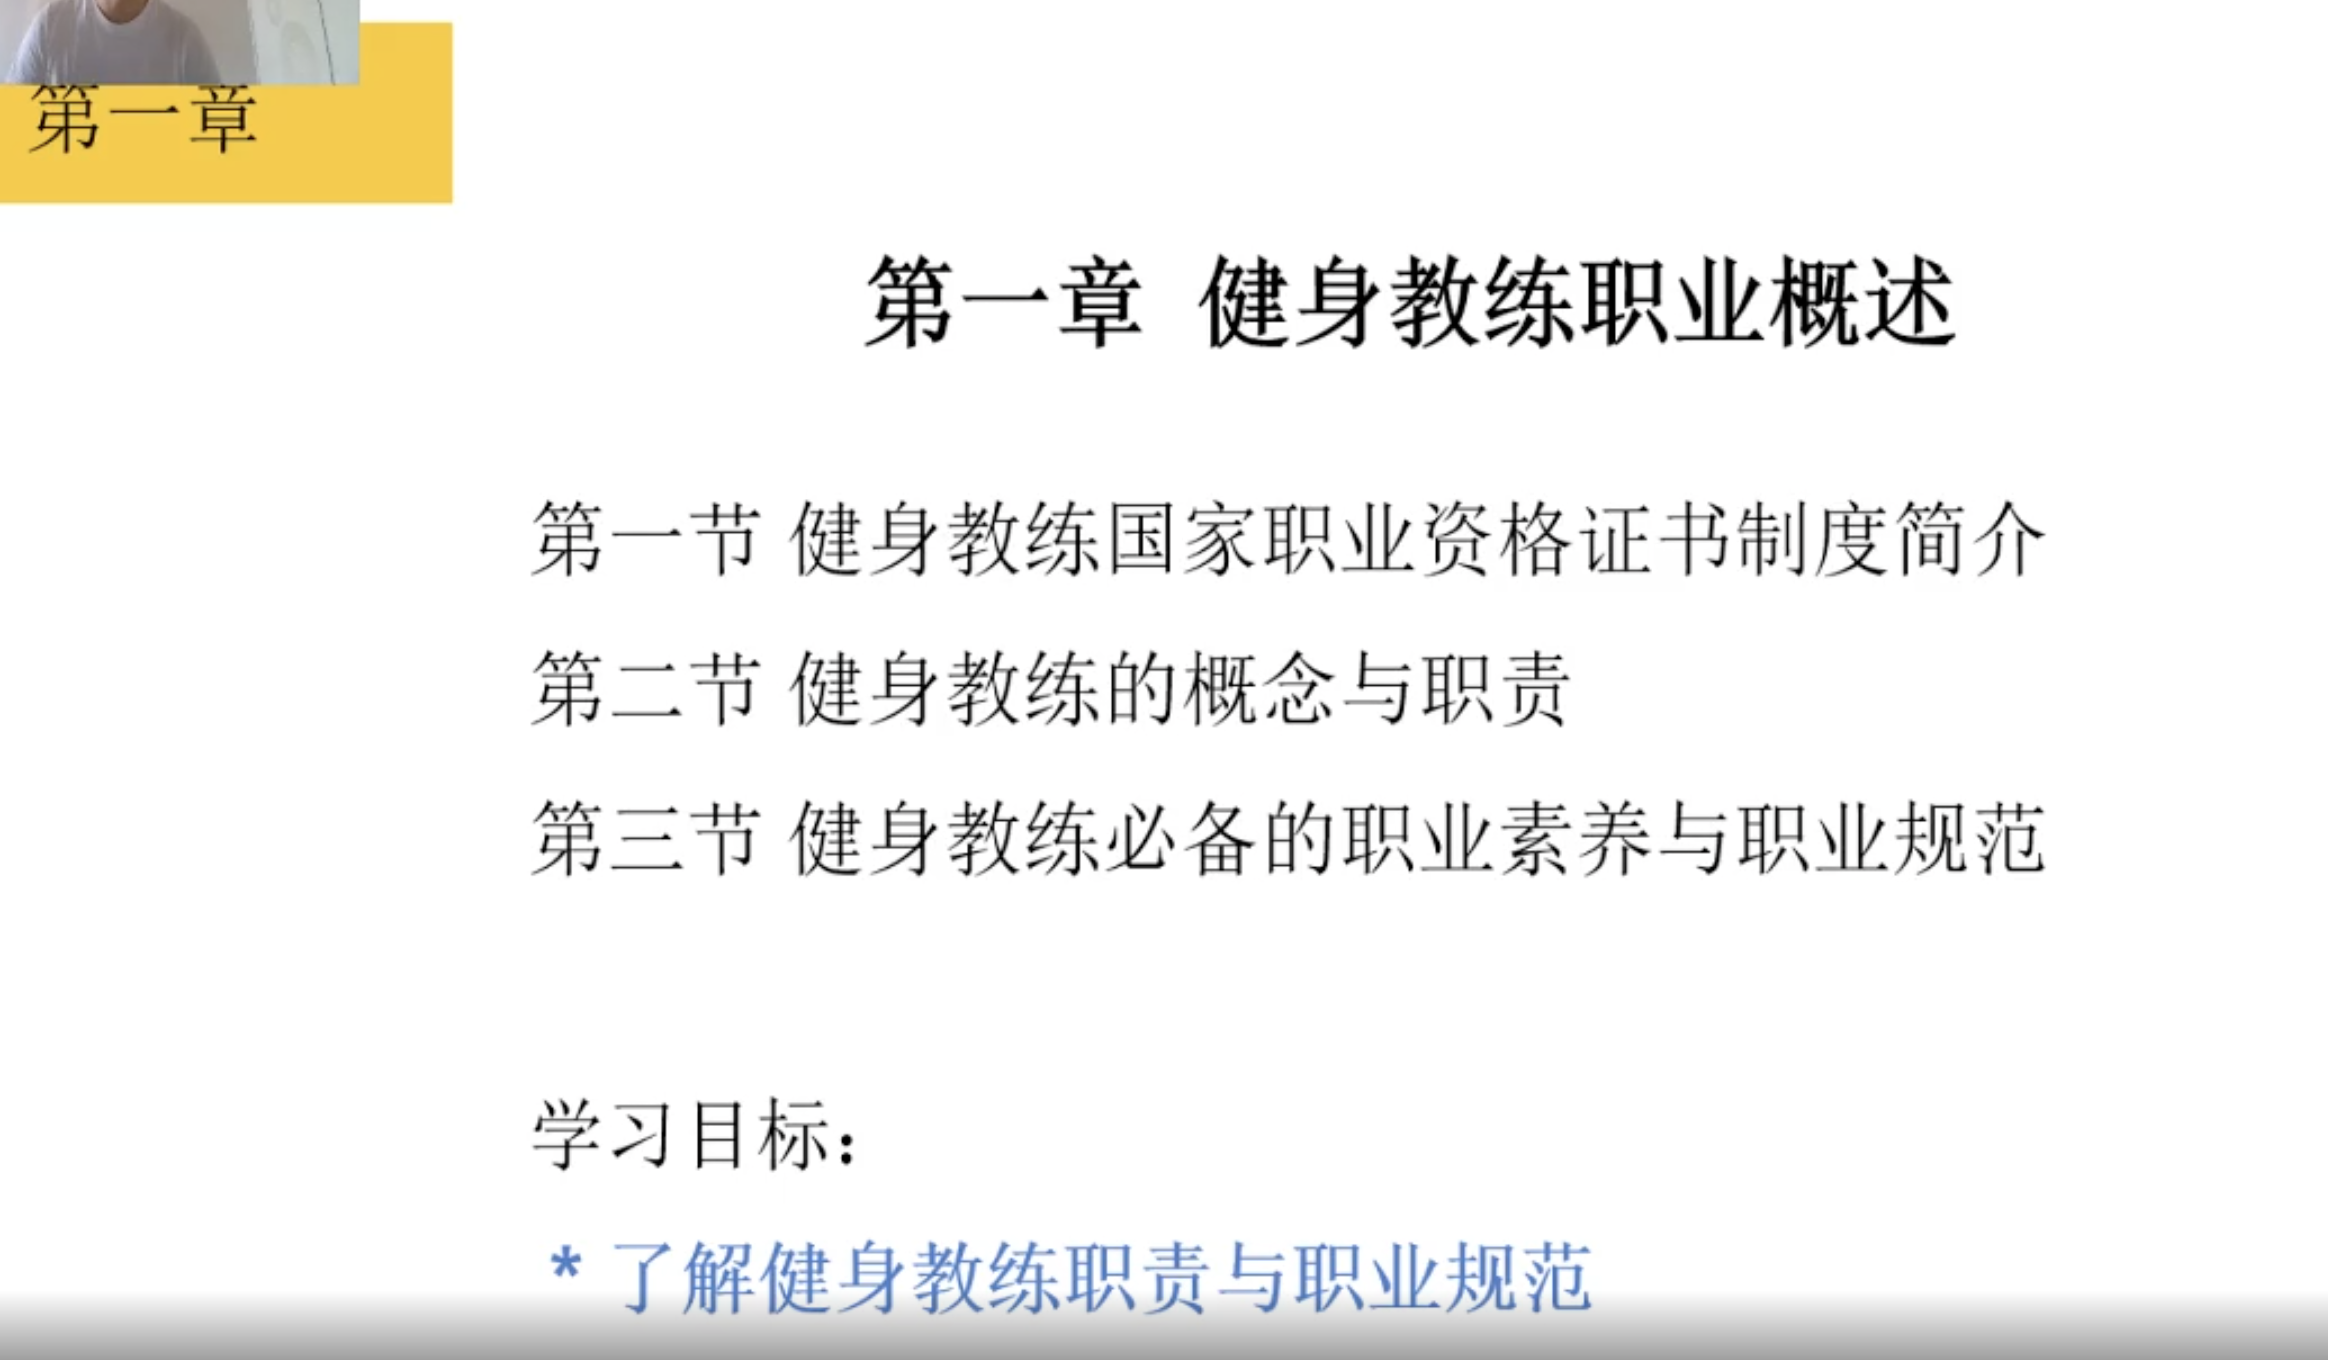 第一章
第一章 健身教练职业概述
第一节 健身教练国家职业资格证书制度简介
第二节 健身教练的概念与职责
第三节 健身教练必备的职业素养与职业规范
学习目标：
* 了解健身教练职责与职业规范